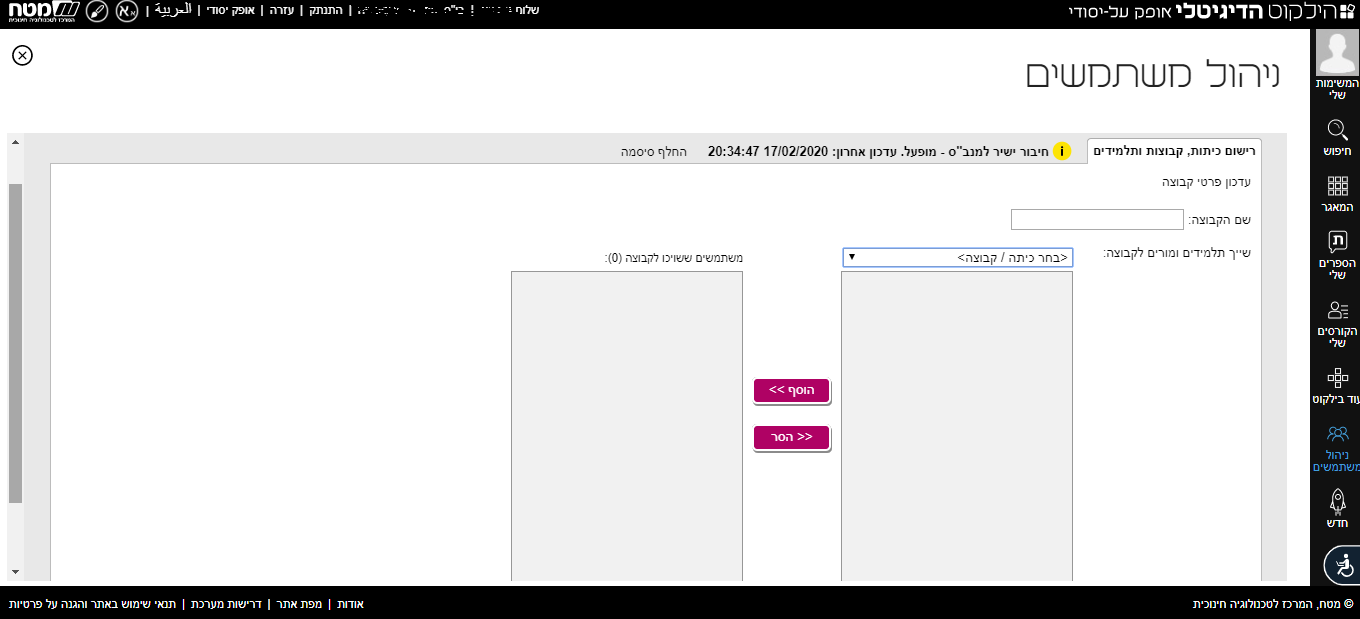 הילקוט הדיגיטלי אופק על-יסודי
שלום | | התנתק | עזרה | אופק יסודי | العربية | אא מטח
המרכז לטכנולוגיה חינוכית
ניהול משתמשים
המשימות שלי
חיפוש
המאגר
הספרים שלי
הקורסים שלי
עוד בילקוט
ניהול משתמשים
חדש
רישום כיתות, קבוצות ותלמידים
חיבור ישיר למנב"ס - מופעל. עדכון אחרון: 17/02/2020 20:34:47
החלף סיסמה
עדכון פרטי קבוצה
שם הקבוצה:
שייך תלמידים ומורים לקבוצה:
<בחר כיתה / קבוצה>
משתמשים ששויכו לקבוצה (0):
הוסף >>
<< הסר
© מטח, המרכז לטכנולוגיה חינוכית
אודות | מפת אתר | דרישות מערכת | תנאי שימוש באתר והגנה על פרטיות